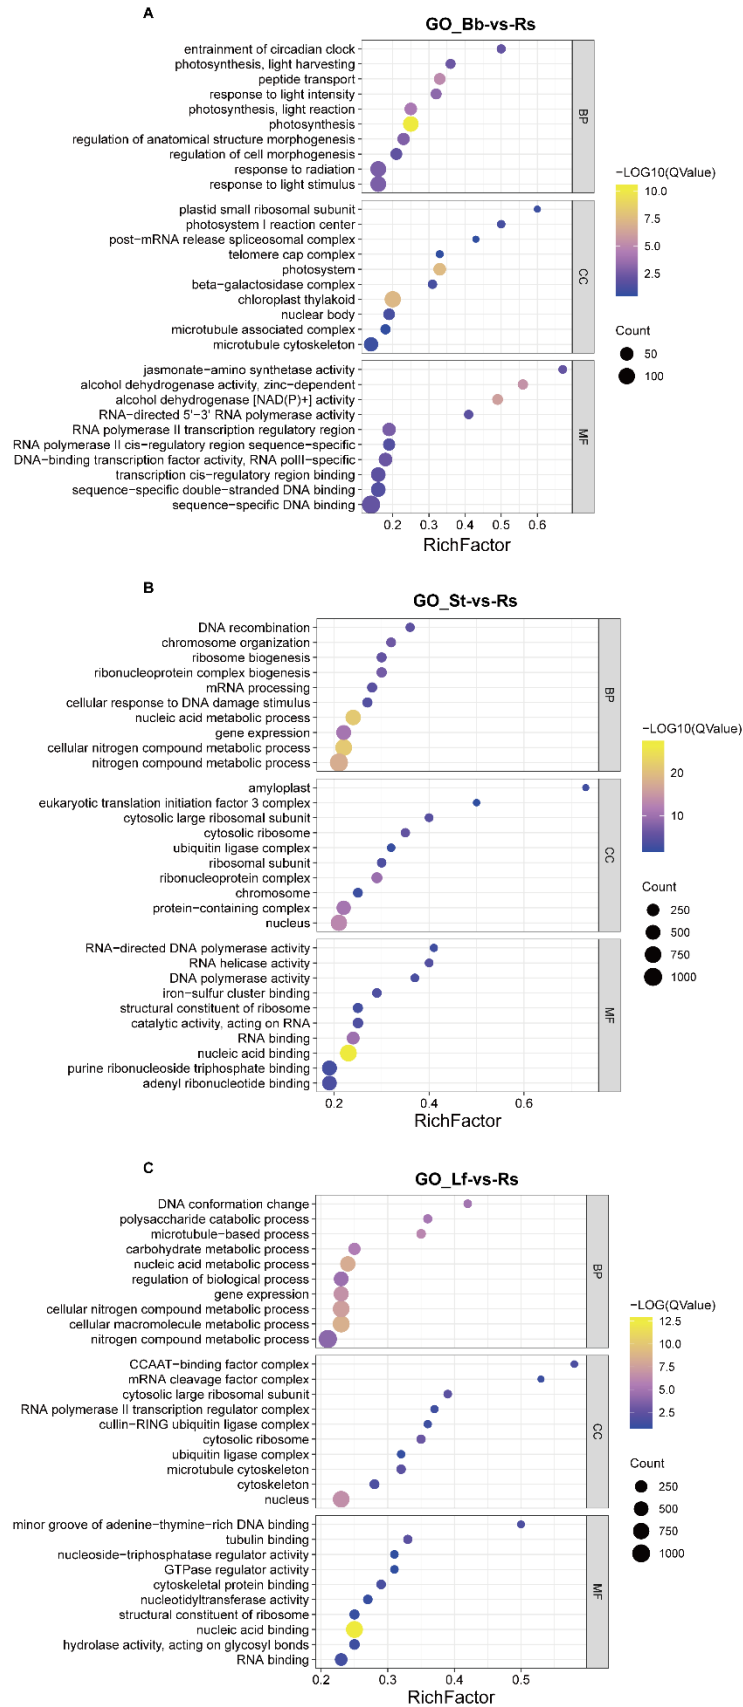 A
GO_Bb-vs-Rs
entrainment of circadian clock
photosynthesis, light harvesting
peptide transport
response to light intensity
photosynthesis, light reaction
photosynthesis
regulation of anatomical structure morphogenesis
regulation of cell morphogenesis
response to radiation
response to light stimulus
BP
plastid small ribosomal subunit
photosystem I reaction center
post-mRNA release spliceosomal complex
telomere cap complex
photosystem
beta-galactosidase complex
chloroplast thylakoid
nuclear body
microtubule associated complex
microtubule cytoskeleton
CC
jasmonate-amino synthetase activity
alcohol dehydrogenase activity, zinc-dependent
alcohol dehydrogenase [NAD(P)+] activity
RNA-directed 5'-3' RNA polymerase activity
RNA polymerase II transcription regulatory region
RNA polymerase II cis-regulatory region sequence-specific
DNA-binding transcription factor activity, RNA polII-specific
transcription cis-regulatory region binding
sequence-specific double-stranded DNA binding
sequence-specific DNA binding
MF
0.2 0.3 0.4 0.5 0.6
RichFactor
-LOG10(QValue)
10.0
7.5
5.0
2.5
Count
50
100
B
GO_St-vs-Rs
DNA recombination
chromosome organization
ribosome biogenesis
ribonucleoprotein complex biogenesis
mRNA processing
cellular response to DNA damage stimulus
nucleic acid metabolic process
gene expression
cellular nitrogen compound metabolic process
nitrogen compound metabolic process
BP
amyloplast
eukaryotic translation initiation factor 3 complex
cytosolic large ribosomal subunit
cytosolic ribosome
ubiquitin ligase complex
ribosomal subunit
ribonucleoprotein complex
chromosome
protein-containing complex
nucleus
CC
RNA-directed DNA polymerase activity
RNA helicase activity
DNA polymerase activity
iron-sulfur cluster binding
structural constituent of ribosome
catalytic activity, acting on RNA
RNA binding
nucleic acid binding
purine ribonucleoside triphosphate binding
adenyl ribonucleotide binding
MF
0.2 0.4 0.6
RichFactor
-LOG10(QValue)
20
10
Count
250
500
750
1000
C
GO_Lf-vs-Rs
DNA conformation change
polysaccharide catabolic process
microtubule-based process
carbohydrate metabolic process
nucleic acid metabolic process
regulation of biological process
gene expression
cellular nitrogen compound metabolic process
cellular macromolecule metabolic process
nitrogen compound metabolic process
BP
CCAAT-binding factor complex
mRNA cleavage factor complex
cytosolic large ribosomal subunit
RNA polymerase II transcription regulator complex
cullin-RING ubiquitin ligase complex
cytosolic ribosome
ubiquitin ligase complex
microtubule cytoskeleton
cytoskeleton
nucleus
CC
minor groove of adenine-thymine-rich DNA binding
tubulin binding
nucleoside-triphosphatase regulator activity
GTPase regulator activity
cytoskeletal protein binding
nucleotidyltransferase activity
structural constituent of ribosome
nucleic acid binding
hydrolase activity, acting on glycosyl bonds
RNA binding
MF
0.2 0.3 0.4 0.5
RichFactor
-LOG(QValue)
12.5
10.0
7.5
5.0
2.5
Count
250
500
750
1000